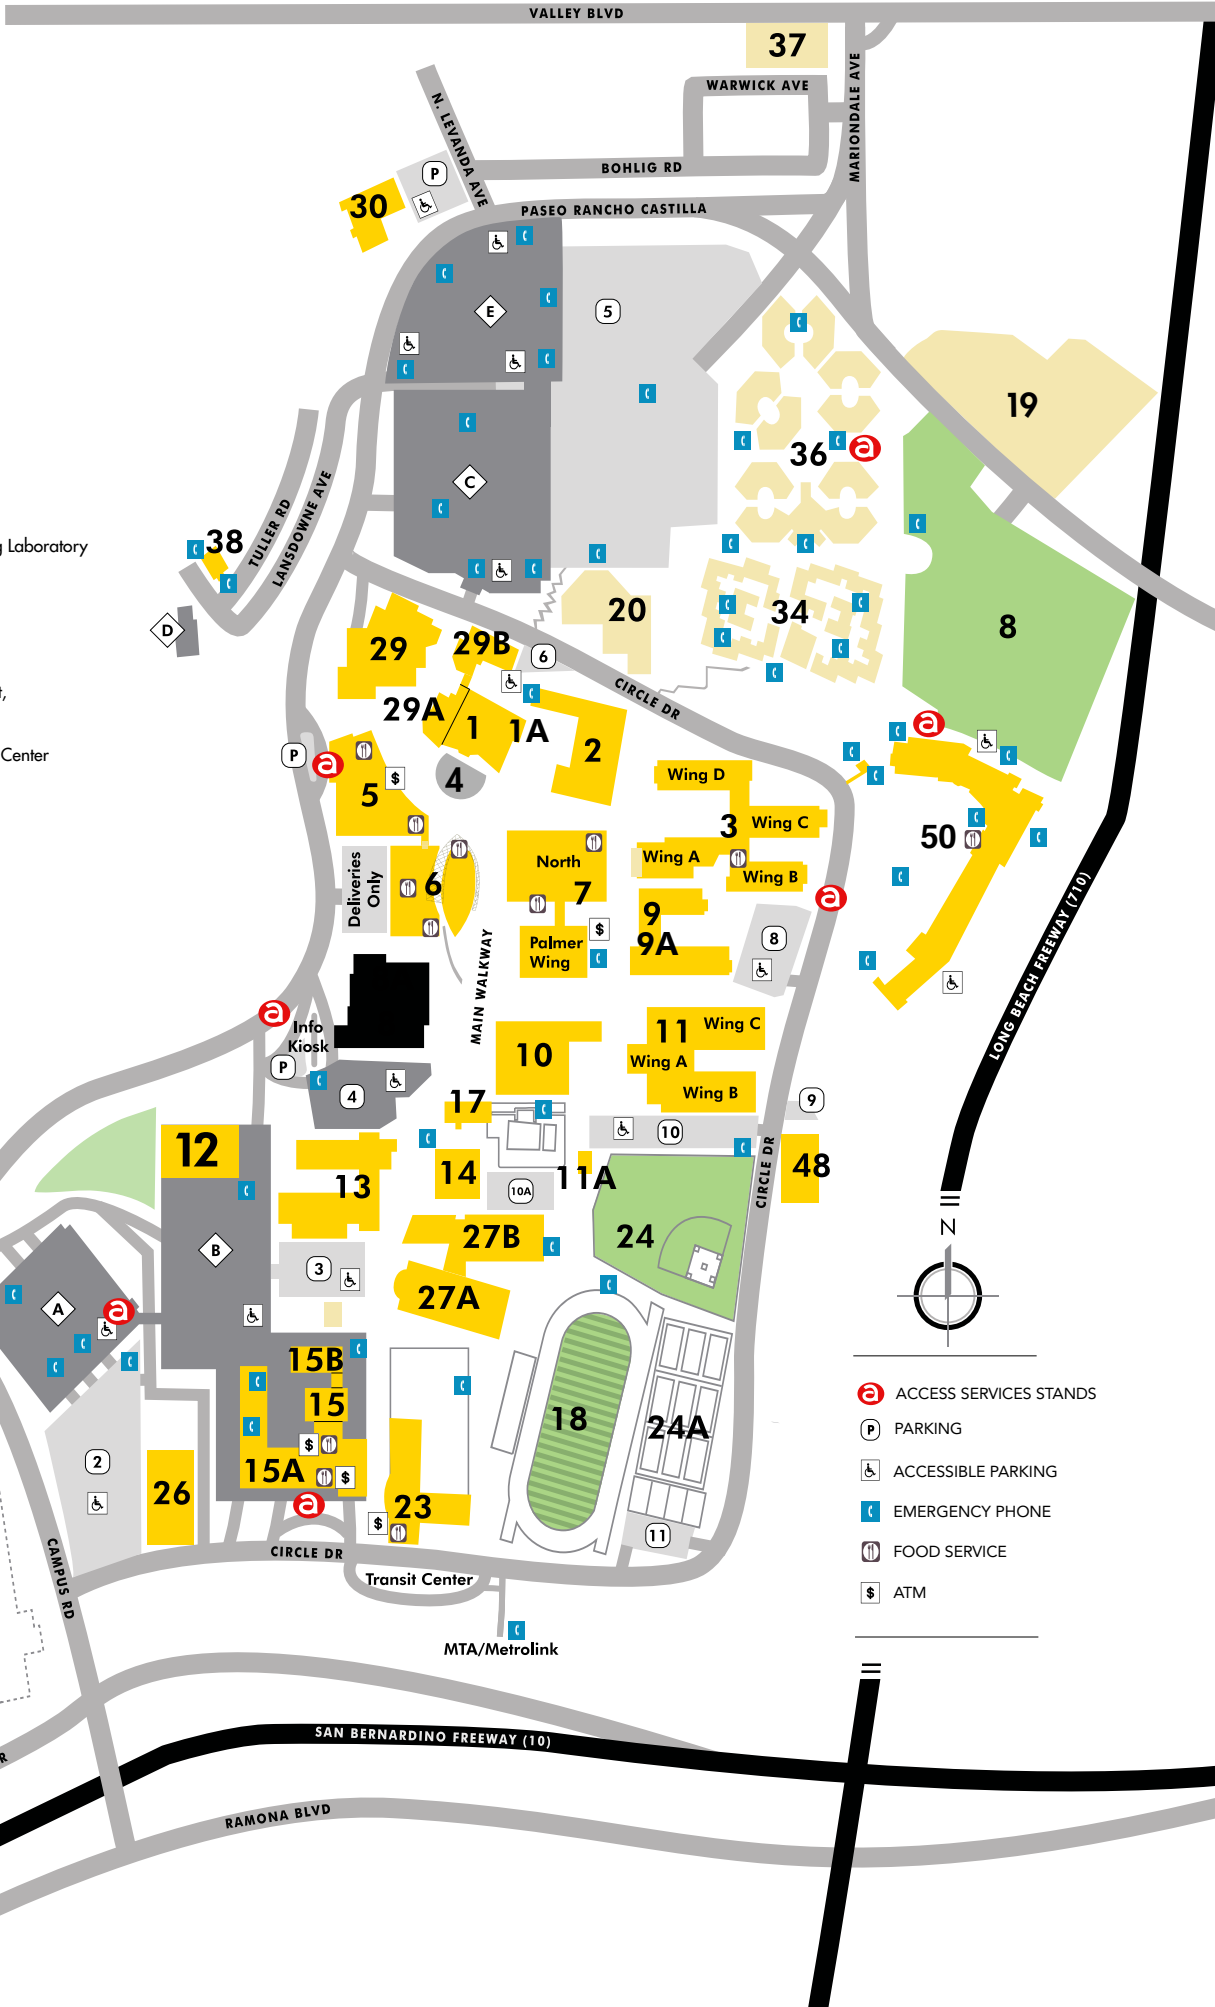 VALLEY BLVD
37
WARWICK AVE
MARIONDALE AVE
N. LEVANDA AVE
P
BOHLIG RD
30
PASEO RANCHO CASTILLA
E
5
19
36
a
C
TULLER RD
LANSDOWNE AVE
38
g Laboratory
D
20
34
8
29
29B
6
CIRCLE DR
t,
29A
1
1A
2
a
Center
P
a
5
$
4
Wing D
3
Wing C
50
Wing A
Wing B
North
7
Deliveries
Only
6
a
9
9A
8
$
Palmer
Wing
MAIN WALKWAY
LONG BEACH FREEWAY (710)
a
Info
Kiosk
P
11
Wing C
10
Wing A
Wing B
4
17
9
10
12
13
14
11A
48
10A
CIRCLE DR
B
27B
24
N
3
A
a
27A
15B
15
18
24A
$
2
15A
$
26
a
23
$
11
CIRCLE DR
Transit Center
CAMPUS RD
MTA/Metrolink
a ACCESS SERVICES STANDS
P PARKING
ACCESSIBLE PARKING
EMERGENCY PHONE
FOOD SERVICE
$ ATM
SAN BERNARDINO FREEWAY (10)
R
RAMONA BLVD